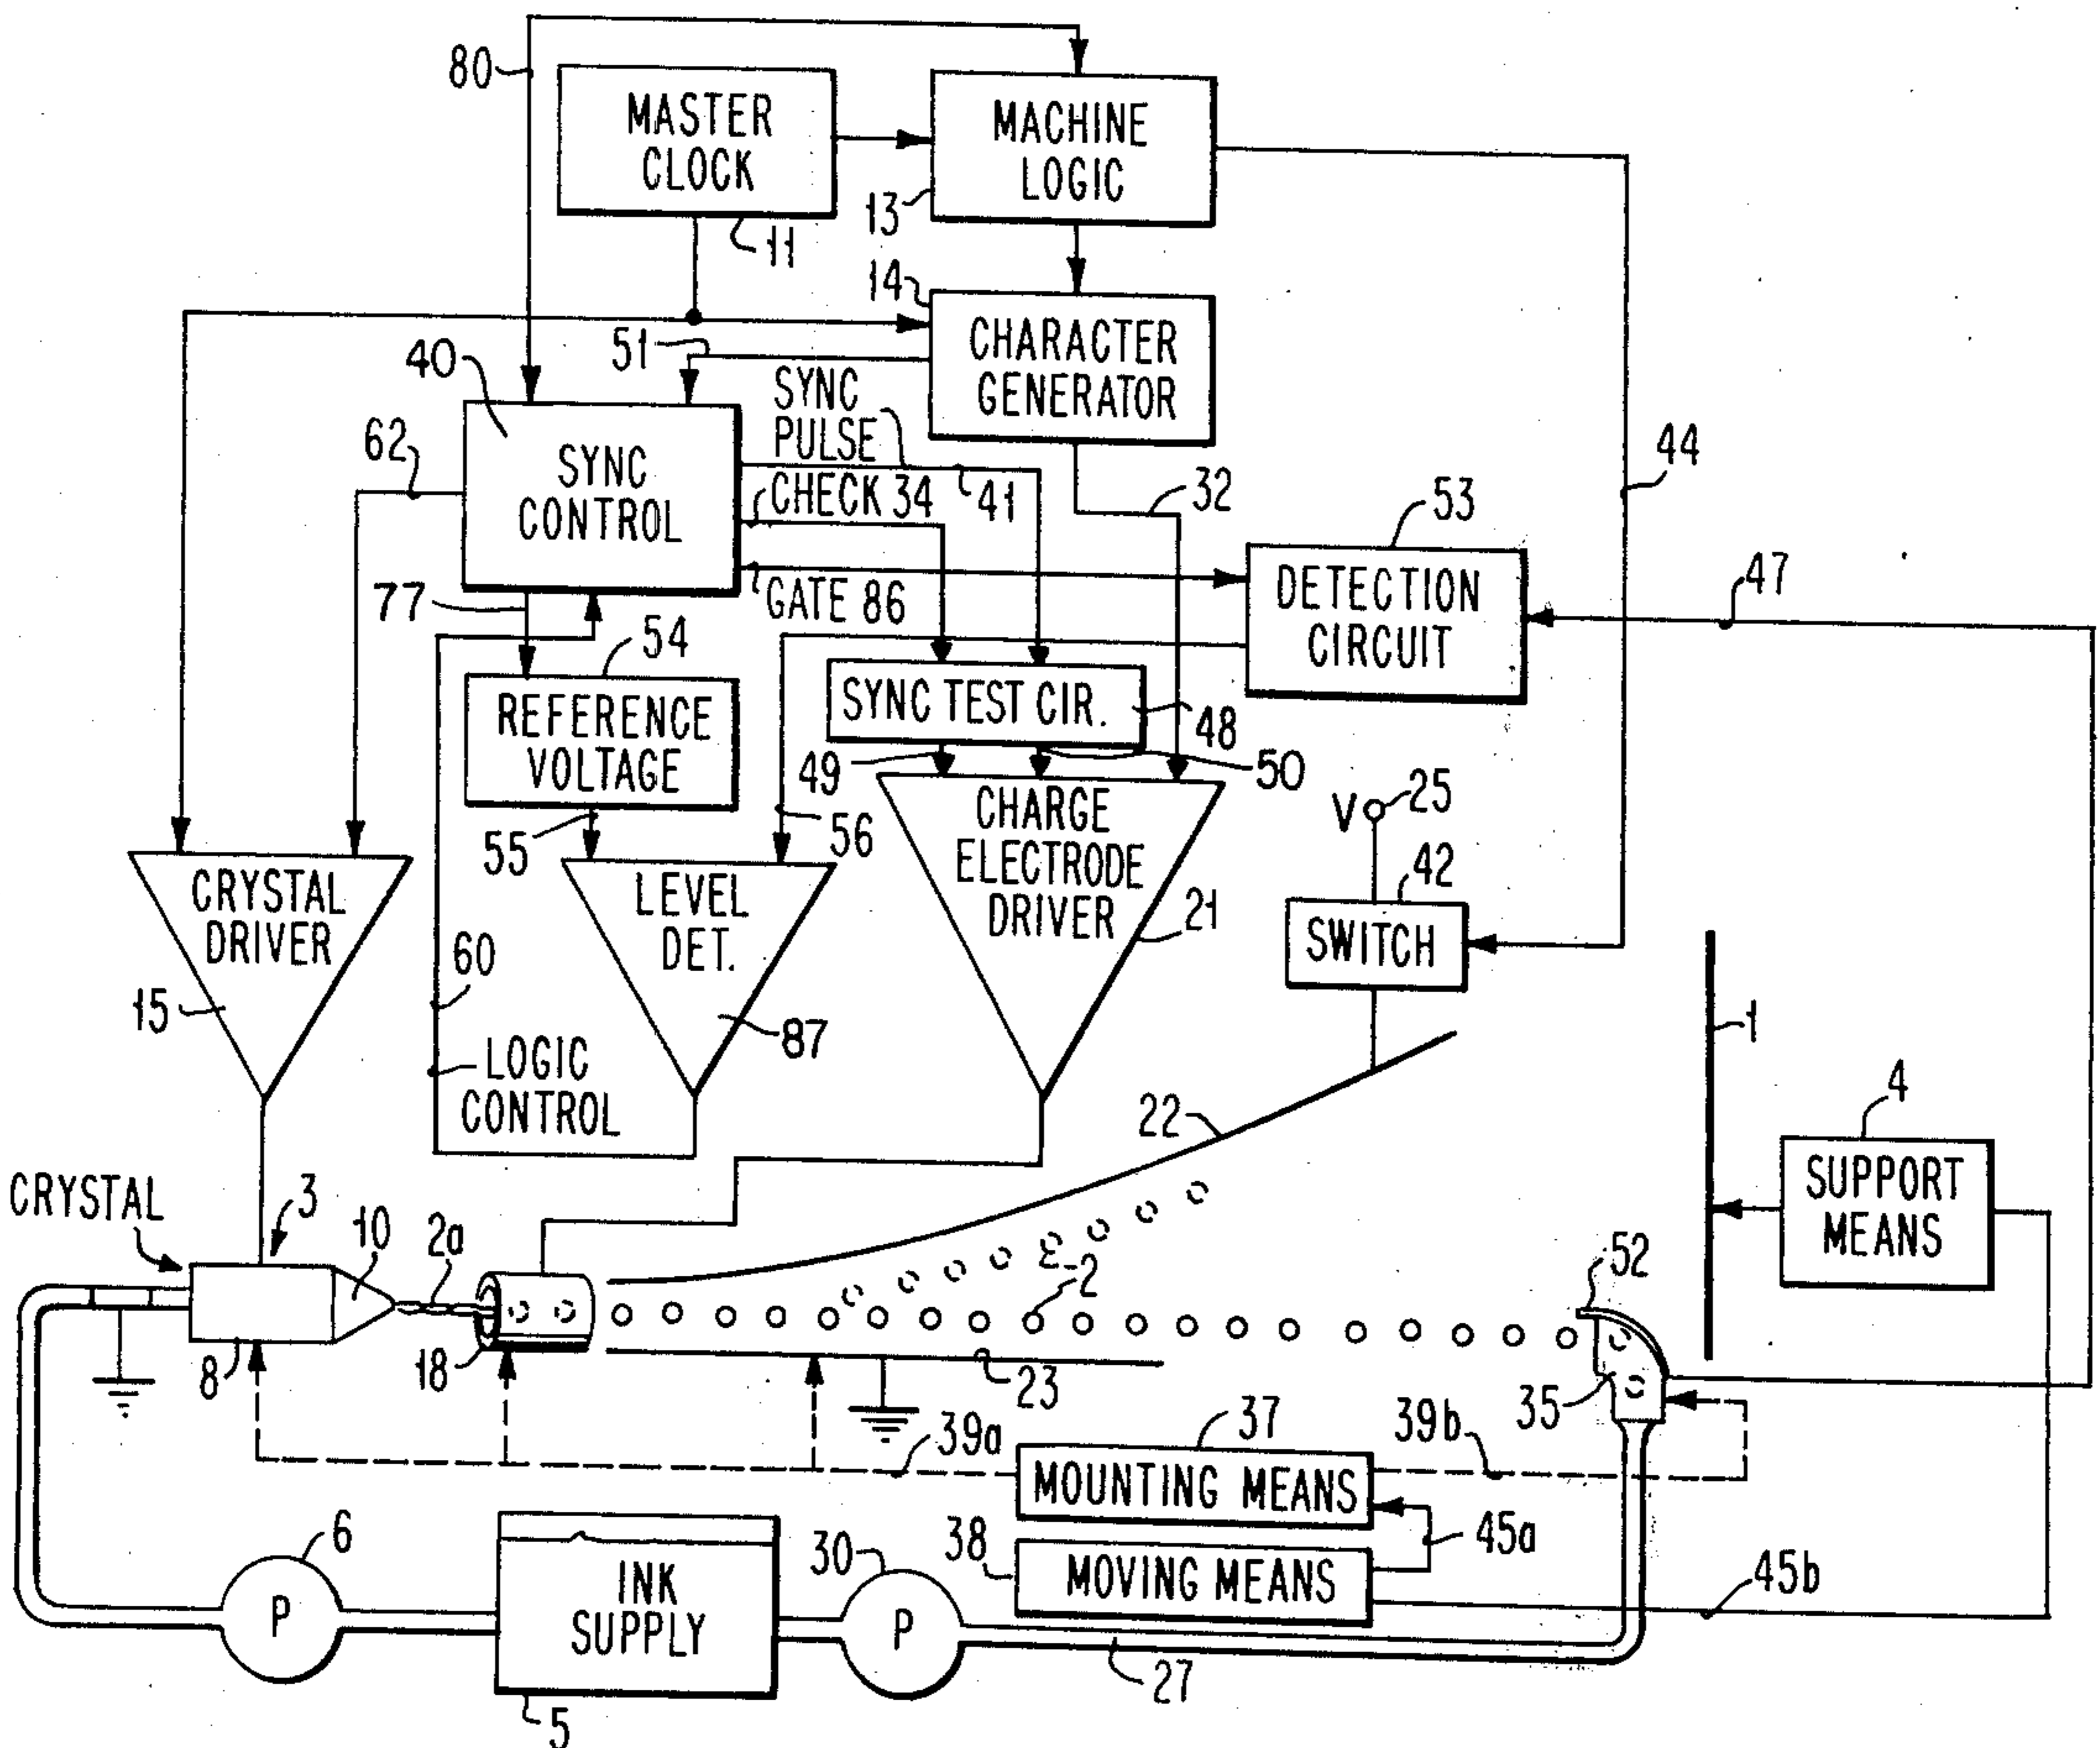 80
MASTER
CLOCK
11
MACHINE
LOGIC
13
14
CHARACTER
GENERATOR
51
40
SYNC
CONTROL
62
SYNC
PULSE
41
CHECK 34
GATE 86
32
44
53
DETECTION
CIRCUIT
47
77
54
REFERENCE
VOLTAGE
55
56
SYNC TEST CIR.
48
49
50
CRYSTAL
DRIVER
15
LEVEL
DET.
87
CHARGE
ELECTRODE
DRIVER
21
V
25
42
SWITCH
60
LOGIC
CONTROL
1
4
SUPPORT
MEANS
22
CRYSTAL
3
10
2a
2
52
8
18
23
35
39a
37
MOUNTING MEANS
39b
38
MOVING MEANS
45a
45b
6
P
INK
SUPPLY
5
30
P
27